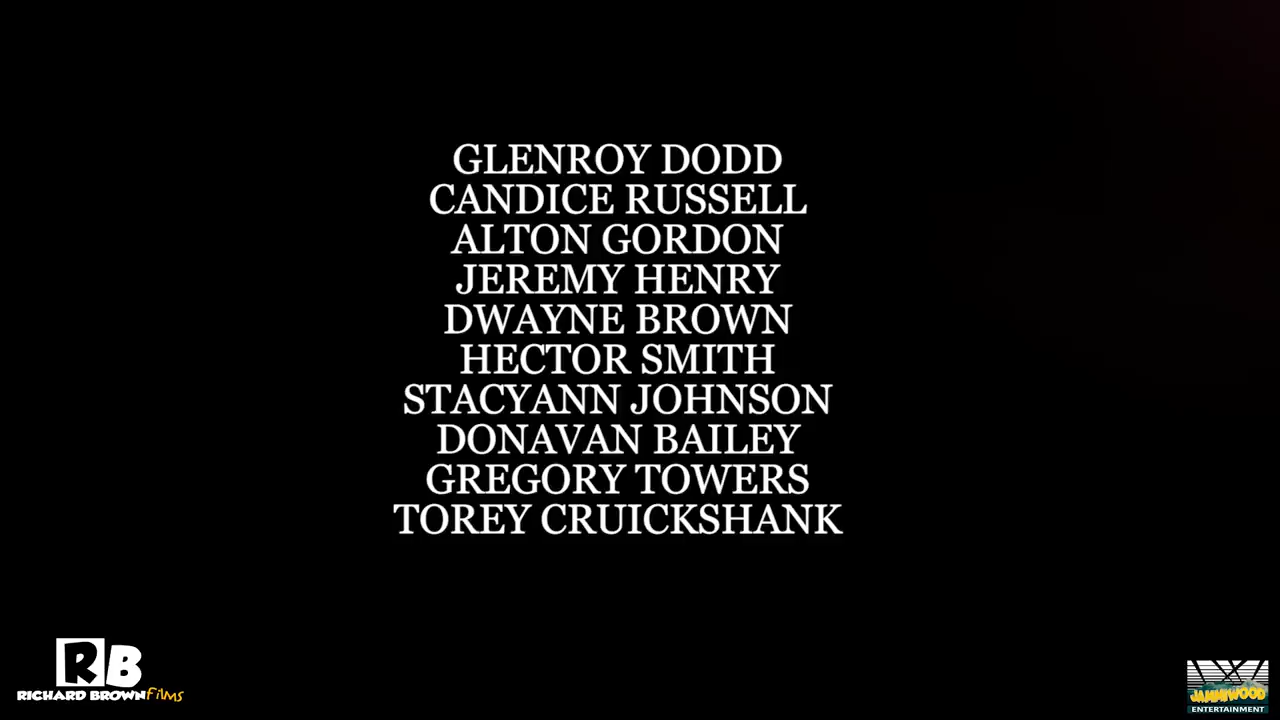 GLENROY DODD
CANDICE RUSSELL
ALTON GORDON
JEREMY HENRY
DWAYNE BROWN
HECTOR SMITH
STACYANN JOHNSON
DONAVAN BAILEY
GREGORY TOWERS
TOREY CRUICKSHANK
RB
RICHARD BROWN Films
JAMMIWOOD
ENTERTAINMENT